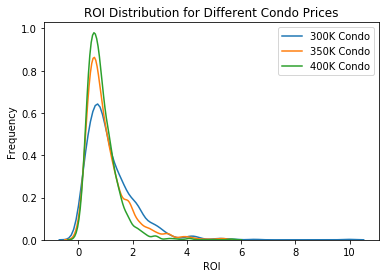 ROI Distribution for Different Condo Prices
300K Condo
350K Condo
400K Condo
Frequency
1.0
0.8
0.6
0.4
0.2
0.0
0 2 4 6 8 10
ROI